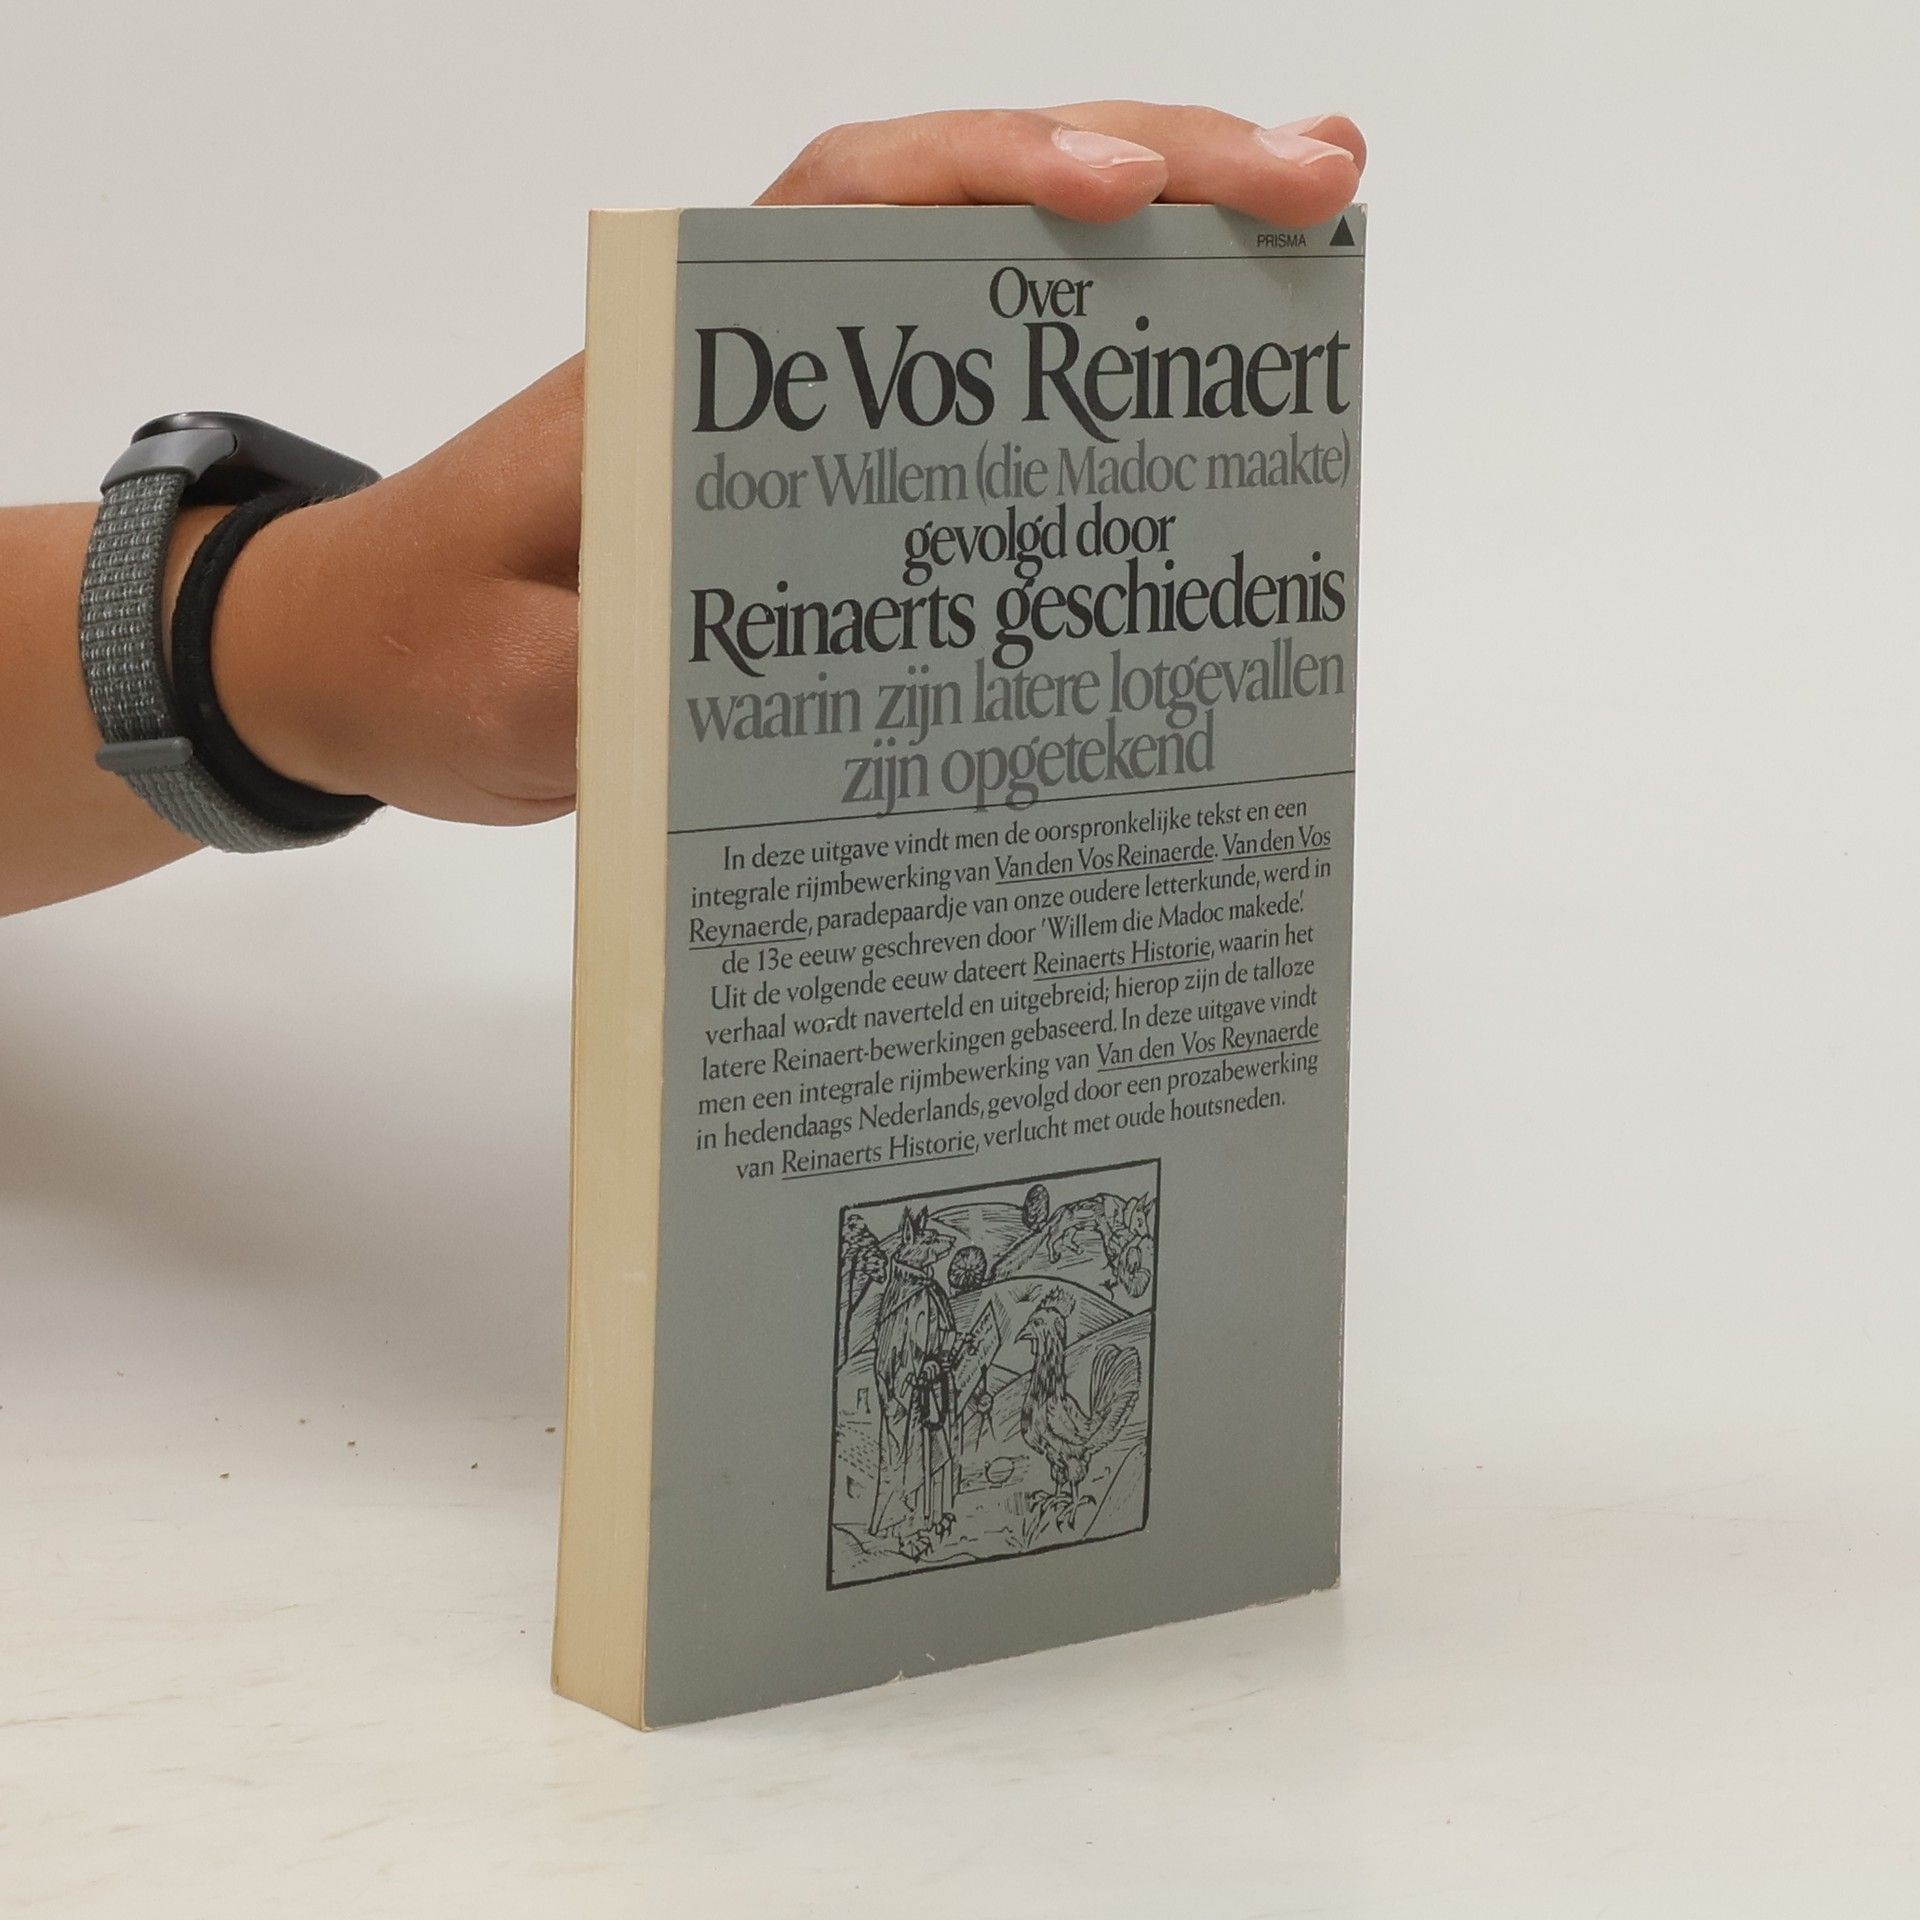 PRISMA
Over
De Vos Reinaert
door Willem (die Madoc maakte)
gevolgd door
Reinaerts geschiedenis
waarin zijn latere lotgevallen
zijn opgetekend
In deze uitgave vindt men de oorspronkelijke tekst en een
integrale rijmbewerking van Van den Vos Reinaerde. Van den Vos
Reynaerde, paradepaardje van onze oudere letterkunde, werd in
de 13e eeuw geschreven door 'Willem die Madoc makede'.
Uit de volgende eeuw dateert Reinaerts Historie, waarin het
verhaal wordt naverteld en uitgebreid; hierop zijn de talloze
latere Reinaert-bewerkingen gebaseerd. In deze uitgave vindt
men een integrale rijmbewerking van Van den Vos Reynaerde
in hedendaags Nederlands, gevolgd door een prozabewerking
van Reinaerts Historie, verlucht met oude houtsneden.